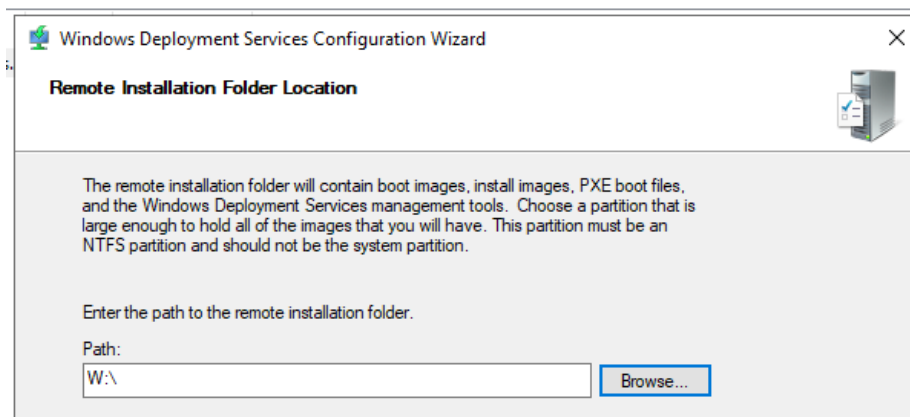 Windows Deployment Services Configuration Wizard
Remote Installation Folder Location
The remote installation folder will contain boot images, install images, PXE boot files,
and the Windows Deployment Services management tools.  Choose a partition that is
large enough to hold all of the images that you will have. This partition must be an
NTFS partition and should not be the system partition.
Enter the path to the remote installation folder.
Path:
W:\
Browse...